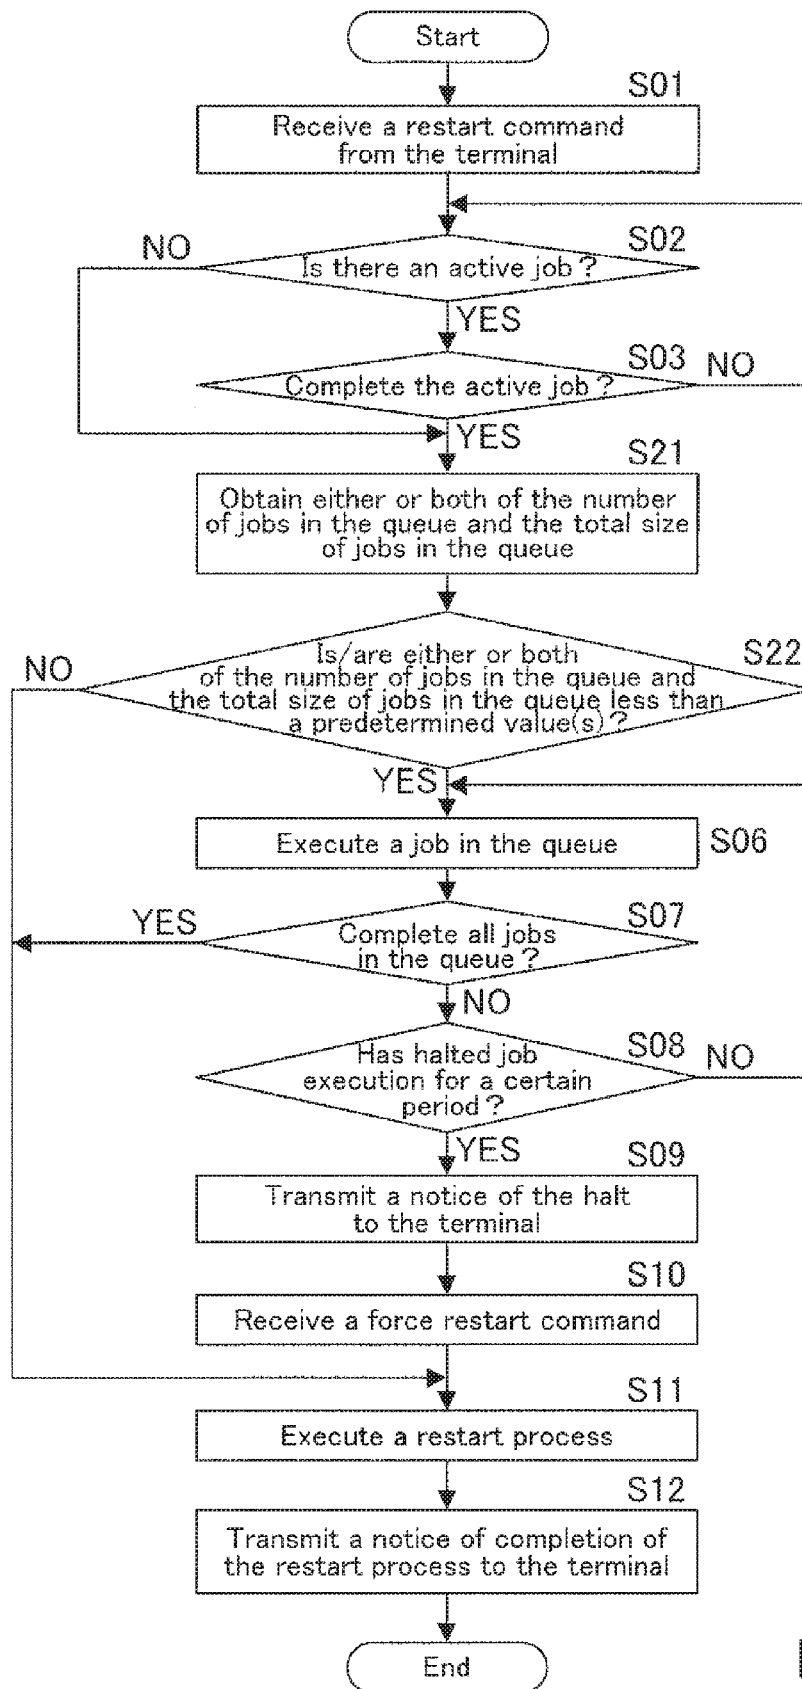 Start
S01
Receive a restart command
from the terminal
NO
S02
Is there an active job?
YES
S03
Complete the active job?
NO
YES
S21
Obtain either or both of the number
of jobs in the queue and the total size
of jobs in the queue
NO
S22
Is/are either or both
of the number of jobs in the queue and
the total size of jobs in the queue less than
a predetermined value(s)?
YES
Execute a job in the queue
S06
YES
S07
Complete all jobs
in the queue?
NO
S08
Has halted job
execution for a certain
period?
NO
YES
S09
Transmit a notice of the halt
to the terminal
S10
Receive a force restart command
S11
Execute a restart process
S12
Transmit a notice of completion of
the restart process to the terminal
End